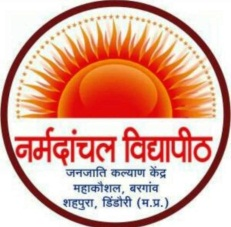 नर्मदांचल विद्यापीठ
जनजाति कल्याण केंद्र
महाकौशल, बरगांव
शहपुरा, डिंडौरी (म.प्र.)